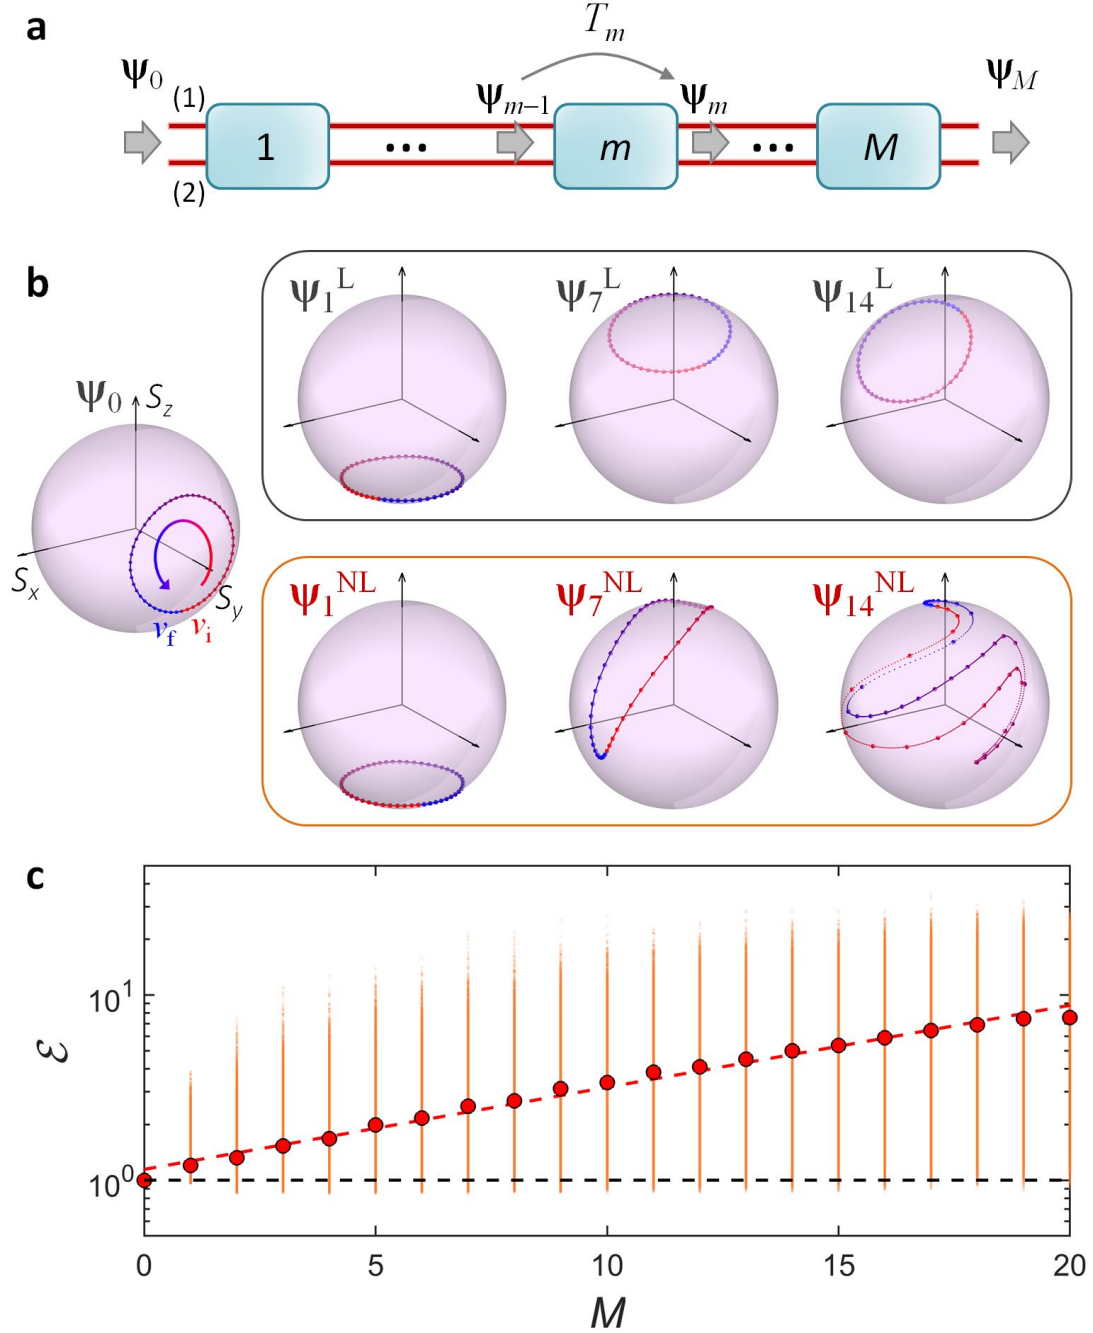 a
T_m
Ψ_0 Ψ_{m−1} Ψ_m Ψ_M
(1)
1 ... m ... M
(2)
b
Ψ_1^L Ψ_7^L Ψ_14^L
Ψ_0 S_z
S_x S_y
v_f v_i
Ψ_1^NL Ψ_7^NL Ψ_14^NL
c
10^1
ℰ
10^0
0 5 10 15 20
M